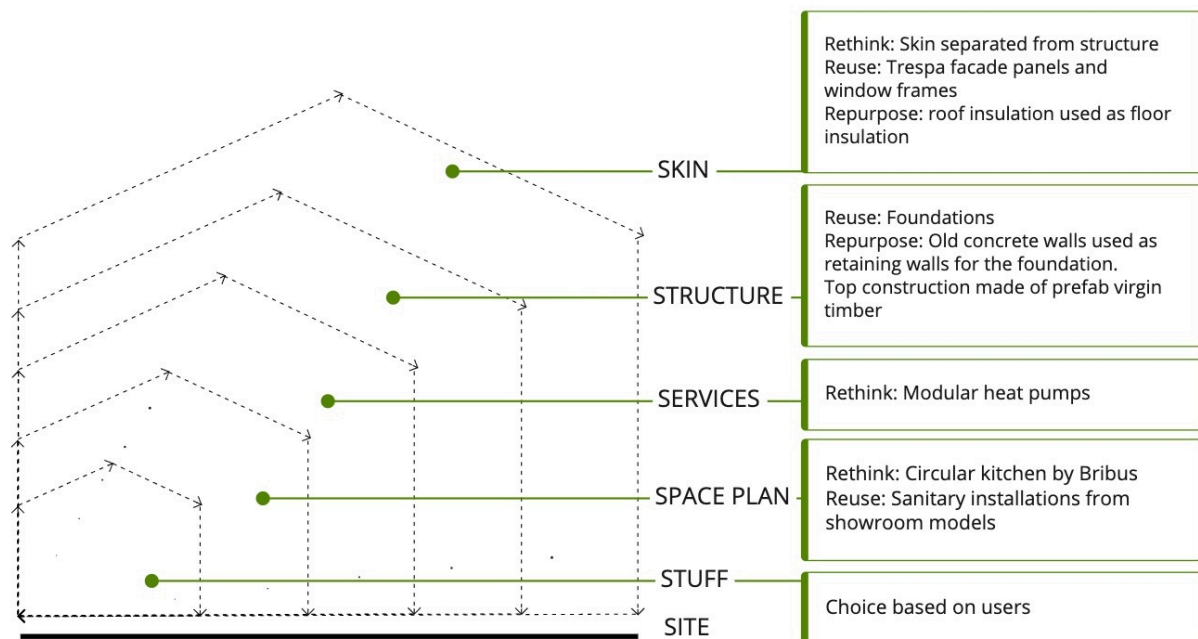 Rethink: Skin separated from structure
Reuse: Trespa facade panels and
window frames
Repurpose: roof insulation used as floor
insulation
SKIN
Reuse: Foundations
Repurpose: Old concrete walls used as
retaining walls for the foundation.
Top construction made of prefab virgin
timber
STRUCTURE
Rethink: Modular heat pumps
SERVICES
Rethink: Circular kitchen by Bribus
Reuse: Sanitary installations from
showroom models
SPACE PLAN
STUFF
Choice based on users
SITE